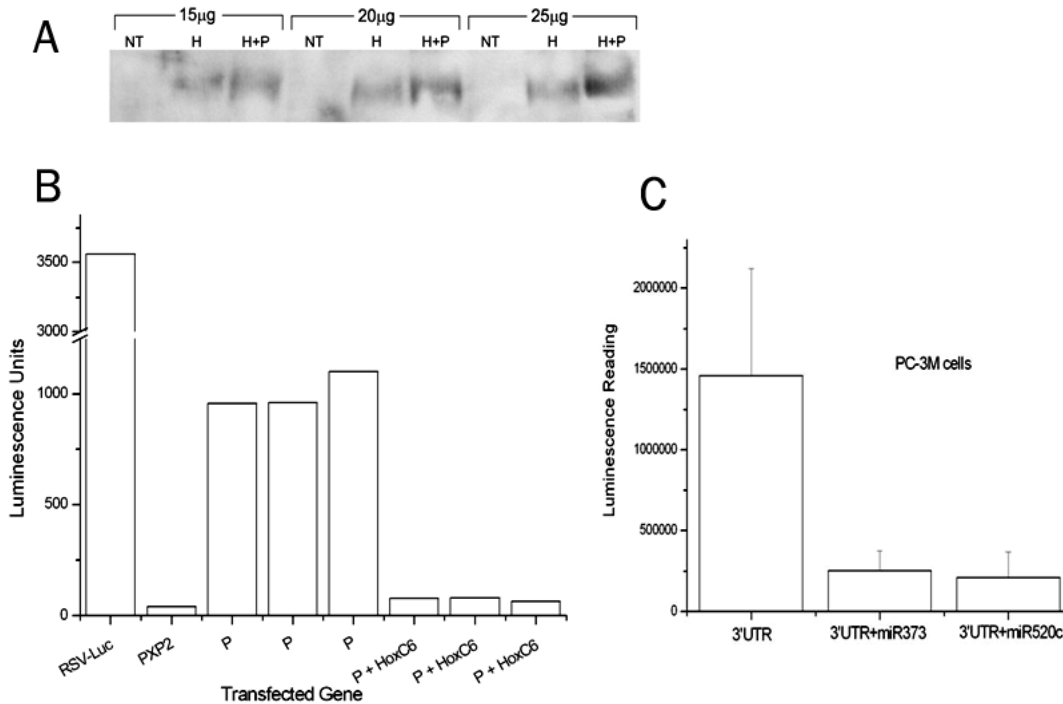 A
15µg 20µg 25µg
NT H H+P NT H H+P NT H H+P
B
3500
3000
1000
500
0
Luminescence Units
RSV-Luc PXP2 P P P P + HoxC6 P + HoxC6 P + HoxC6
Transfected Gene
C
2000000
1500000
1000000
500000
0
Luminescence Reading
PC-3M cells
3'UTR 3'UTR+miR373 3'UTR+miR520c